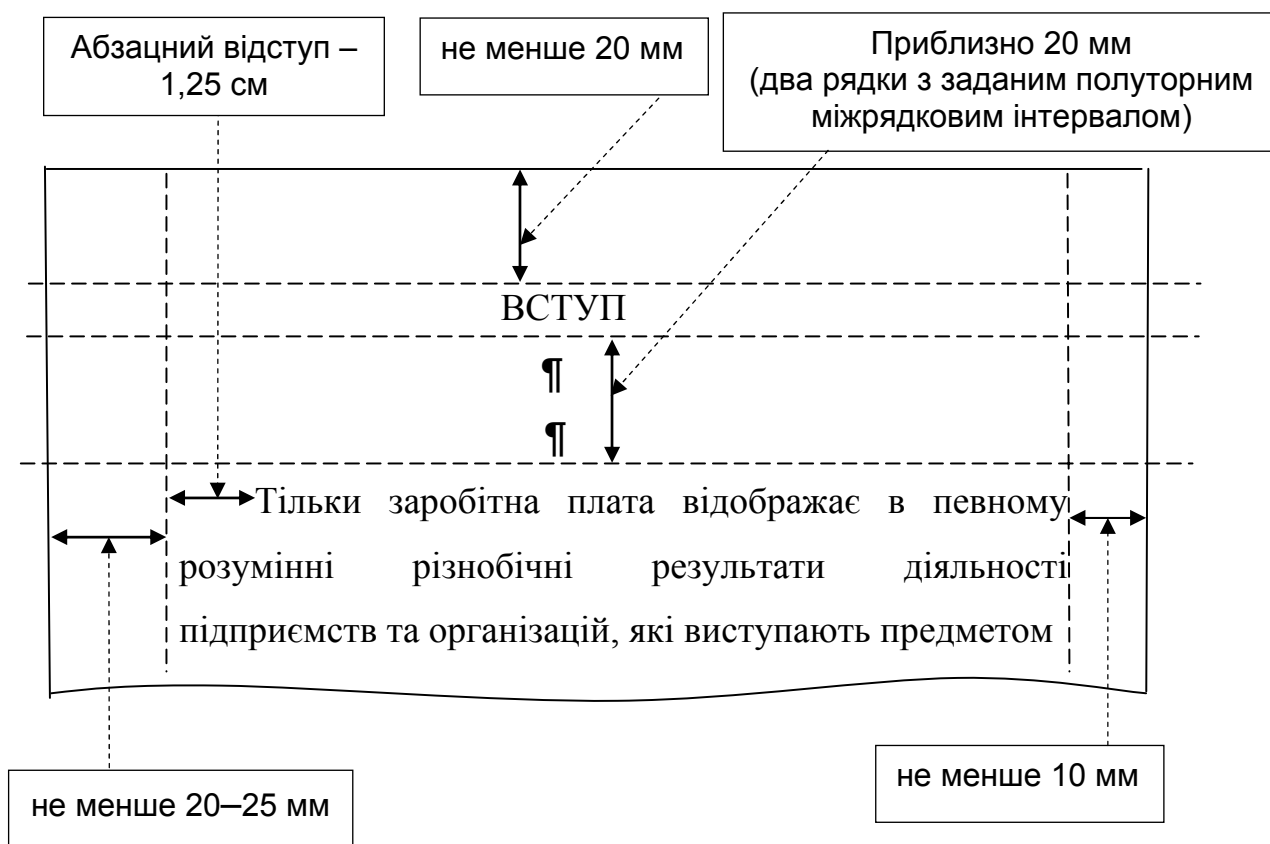 Абзацний відступ –
1,25 см
не менше 20 мм
Приблизно 20 мм
(два рядки з заданим полуторним
міжрядковим інтервалом)
ВСТУП
¶
¶
Тільки заробітна плата відображає в певному
розумінні різнобічні результати діяльності
підприємств та організацій, які виступають предметом
не менше 20–25 мм
не менше 10 мм